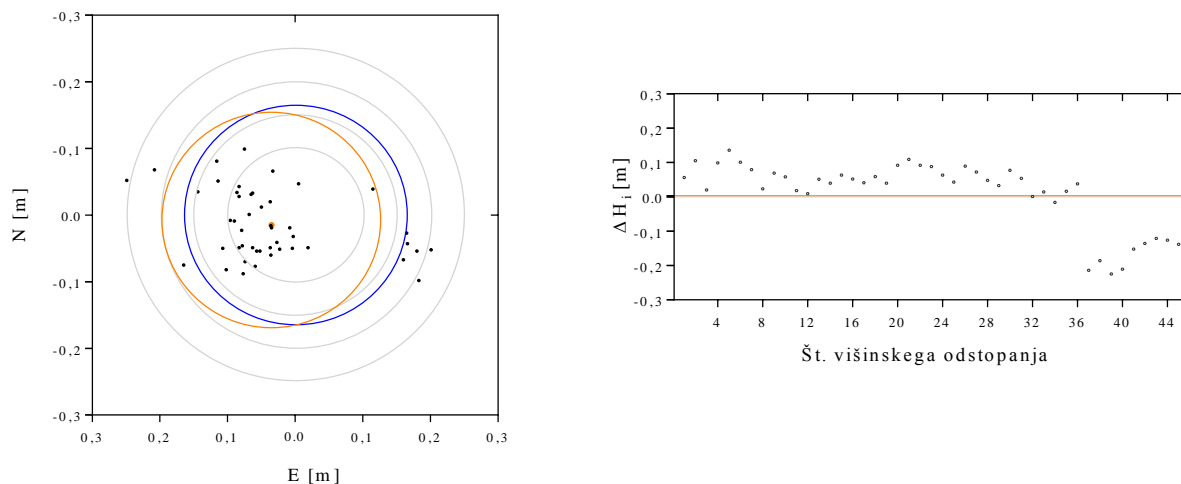 -0,3
-0,2
-0,1
0.0
-0,1
-0,2
-0,3
N [m]
0,3 0,2 0,1 0.0 0,1 0,2 0,3
E [m]
0,3
0,2
0,1
0.0
-0,1
-0,2
-0,3
ΔHi [m]
4 8 12 16 20 24 28 32 36 40 44
Št. višinskega odstopanja